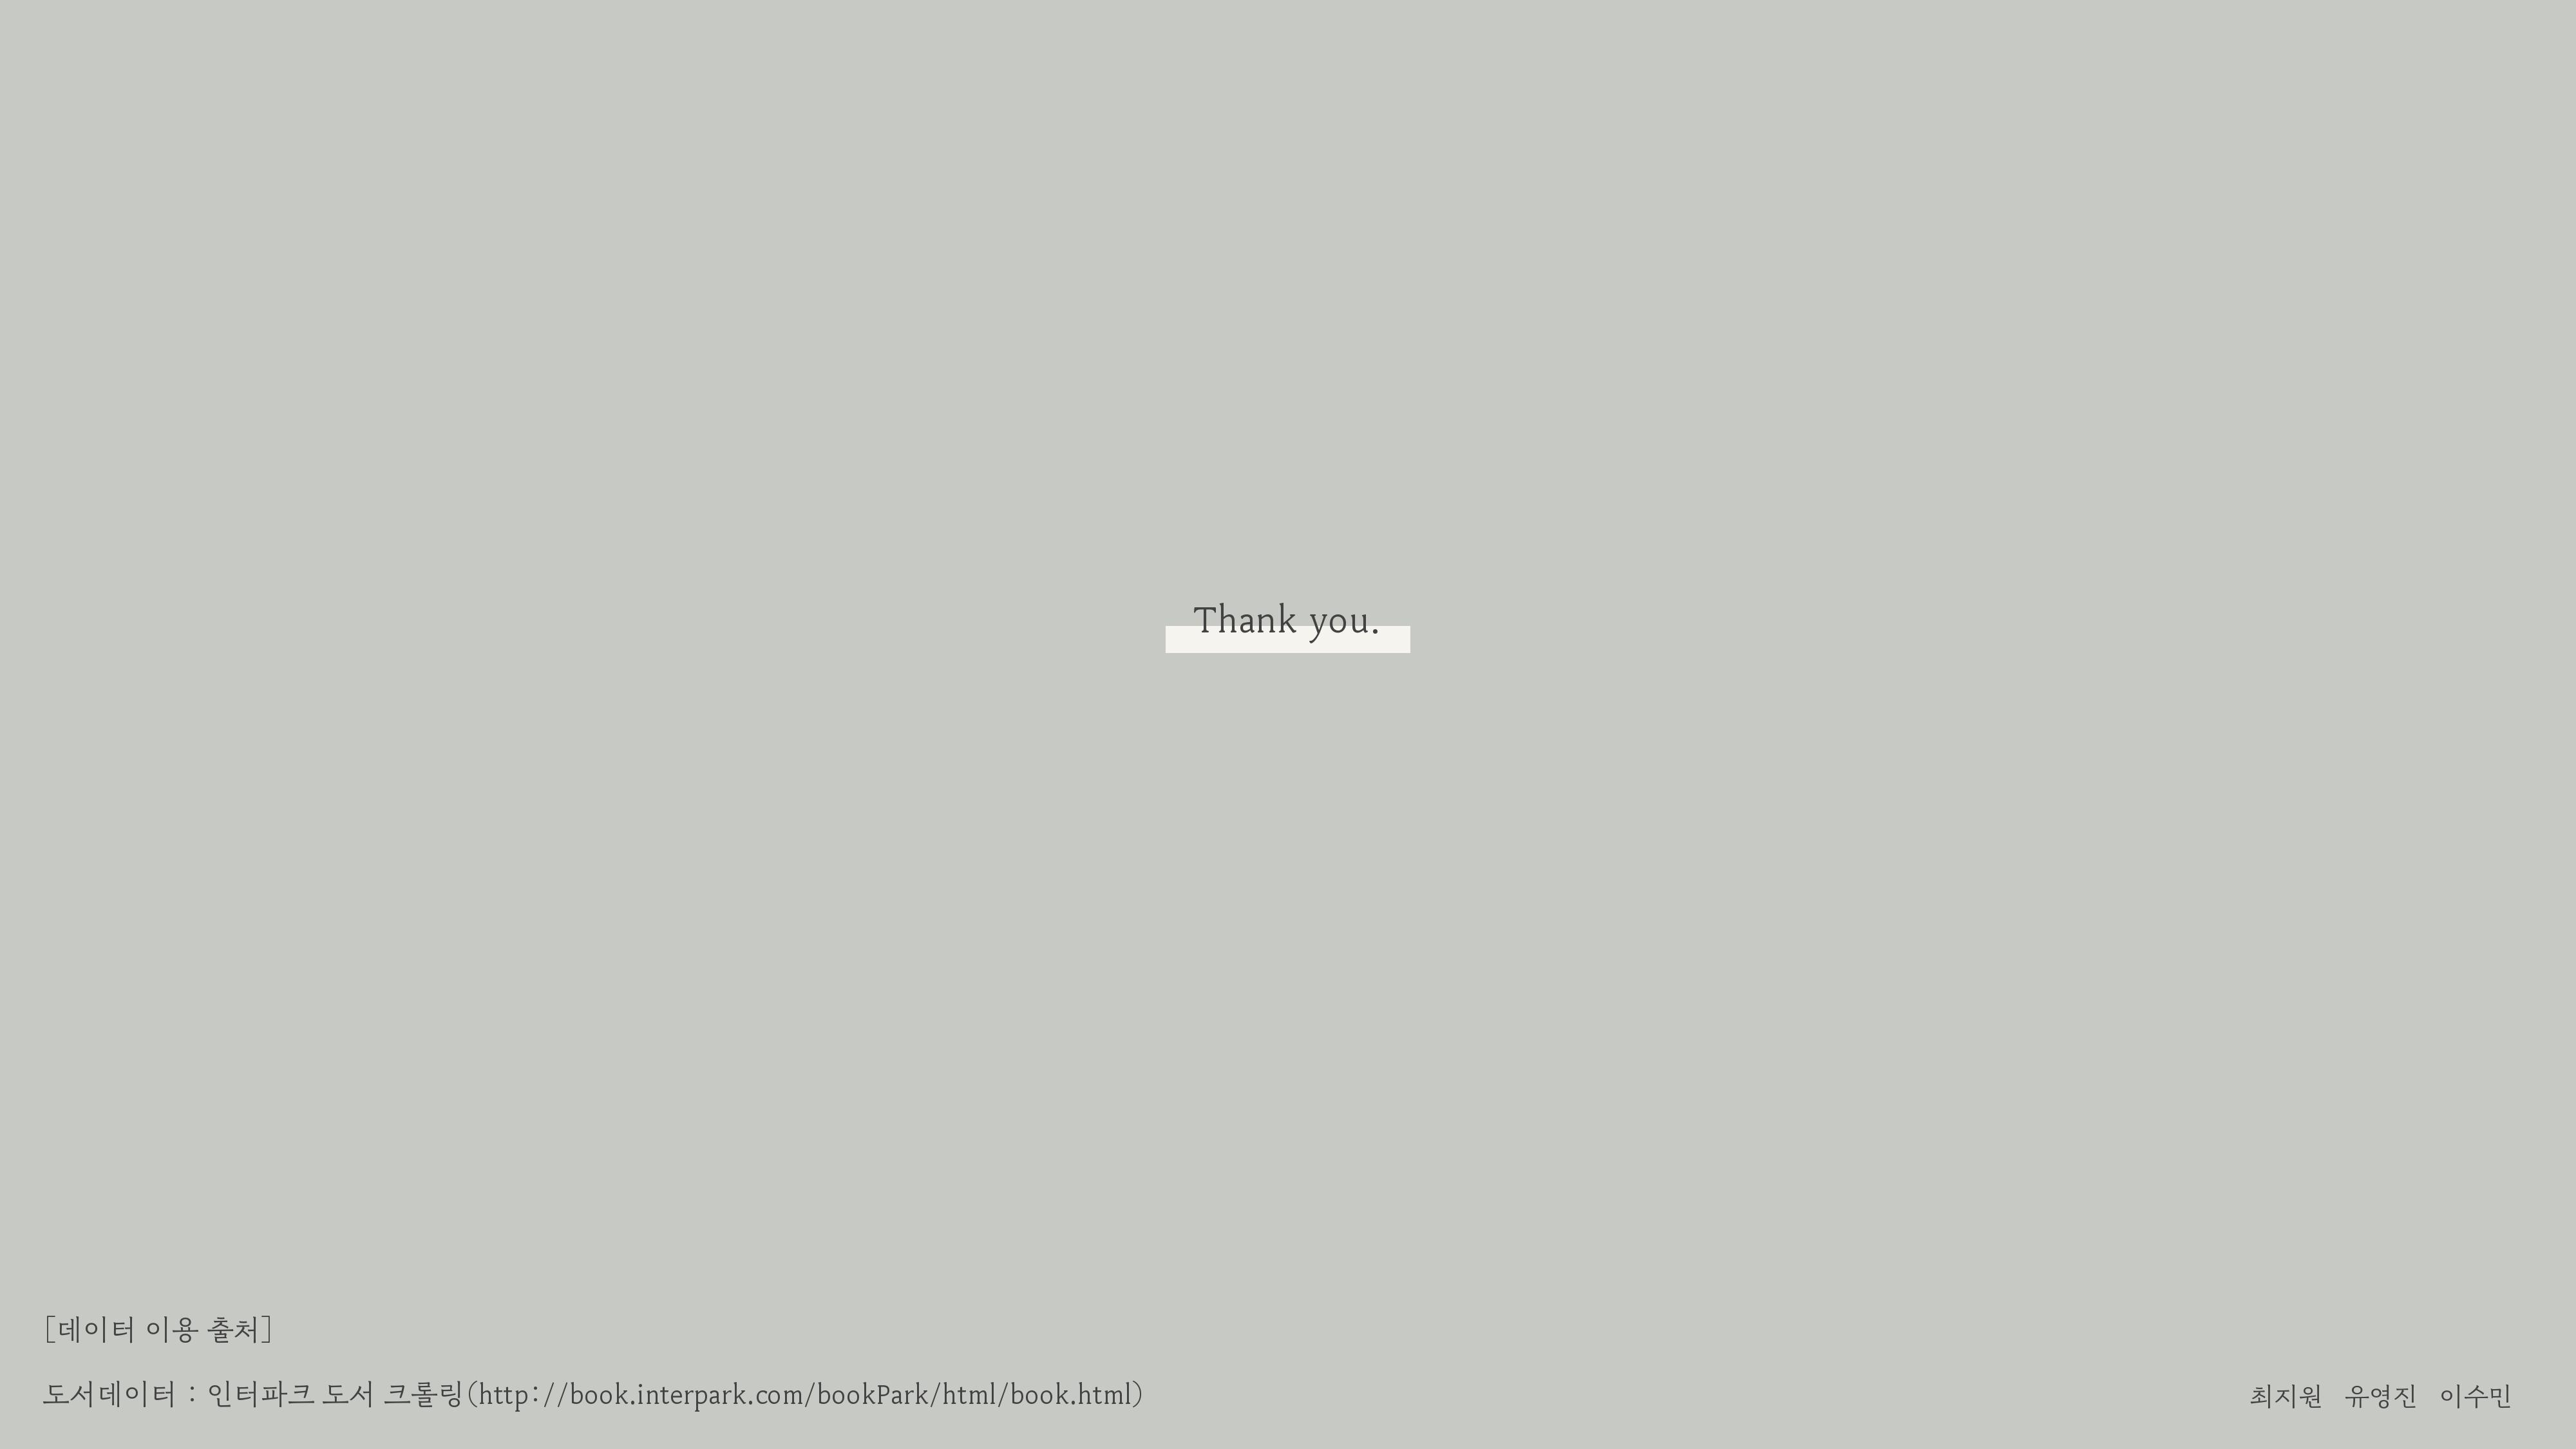 Thank you.
[데이터 이용 출처]
도서데이터 : 인터파크 도서 크롤링(http://book.interpark.com/bookPark/html/book.html)
최지원 유영진 이수민